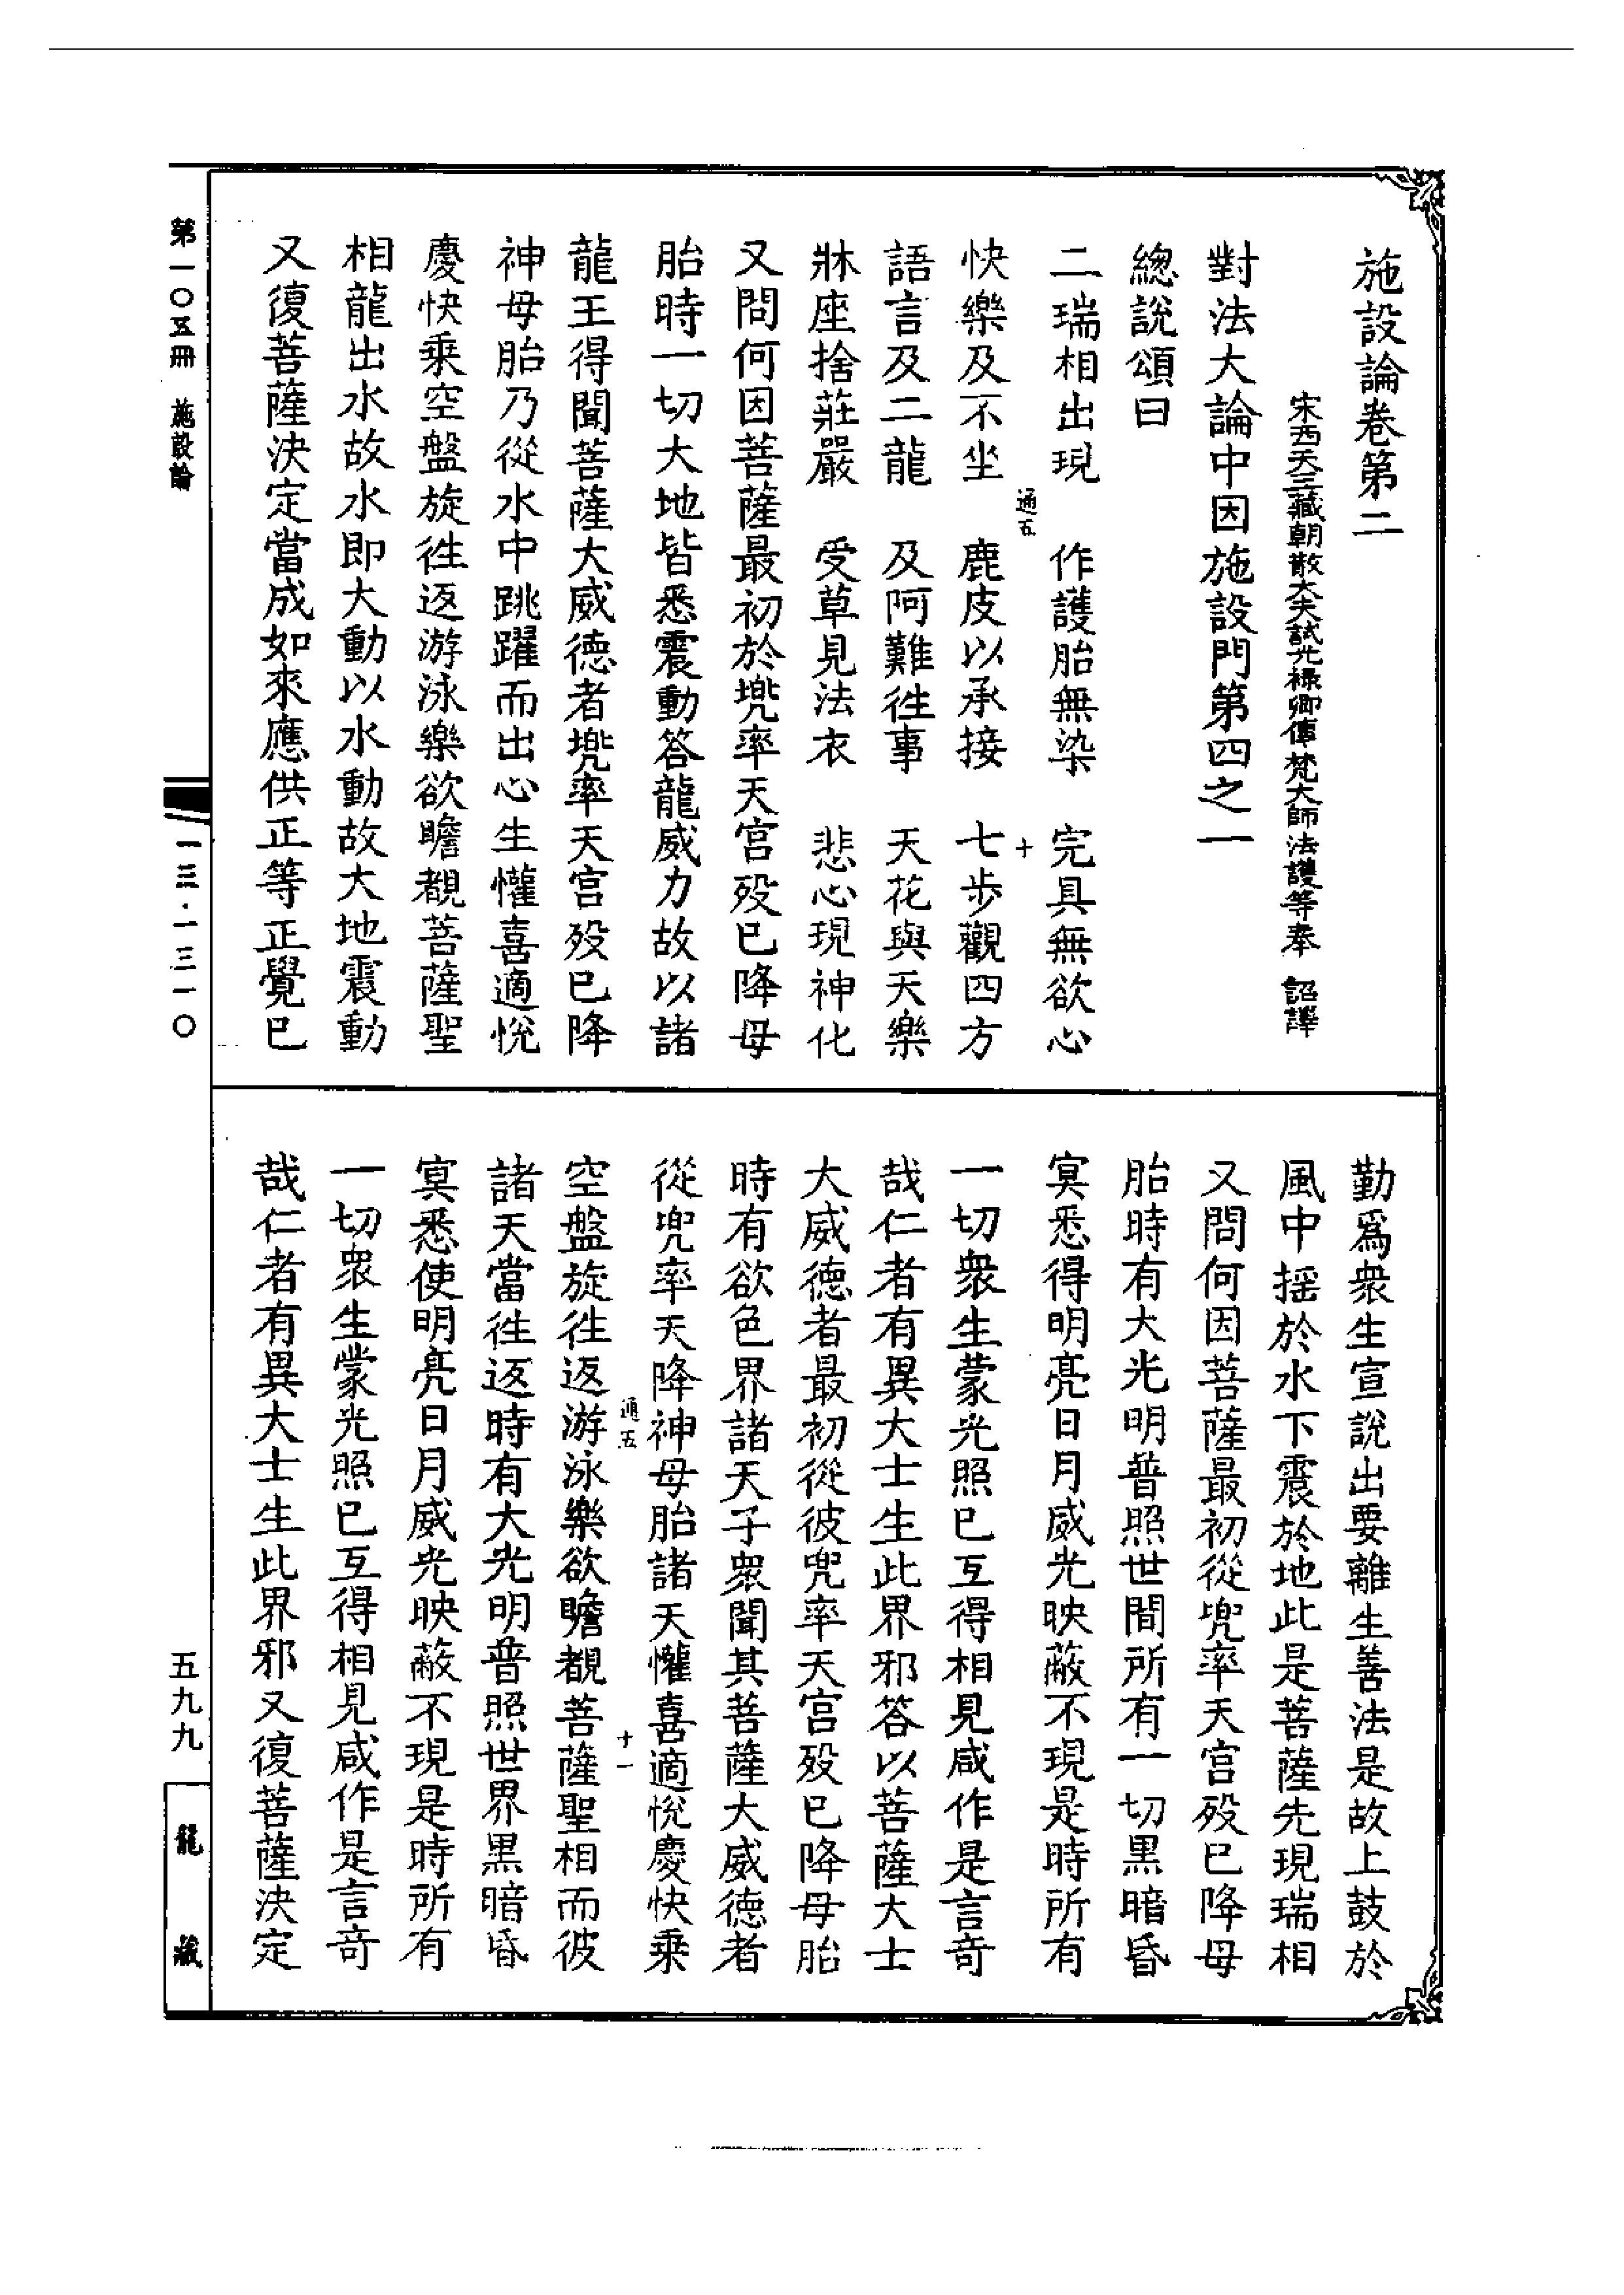 施設論卷第二
宋西天三藏朝散大夫試光祿卿傳梵大師法護等奉 詔譯
對法大論中因施設門第四之一
總說頌曰
二瑞相出現 作護胎無染 完具無欲心
通五 十
快樂及不坐 鹿皮以承接 七步觀四方
語言及二龍 及阿難徃事 天花與天樂
牀座捨莊嚴 受草見法衣 悲心現神化
又問何因菩薩最初於兠率天宮歿已降母
胎時一切大地皆悉震動答龍威力故以諸
龍王得聞菩薩大威德者兠率天宮歿已降
神母胎乃從水中跳躍而出心生懽喜適悅
慶快乘空盤旋徃返游泳樂欲瞻覩菩薩聖
相龍出水故水即大動以水動故大地震動
又復菩薩決定當成如來應供正等正覺已
勤爲衆生宣說出要離生善法是故上鼓於
風中摇於水下震於地此是菩薩先現瑞相
又問何因菩薩最初從兠率天宮歿已降母
胎時有大光明普照世間所有一切黑暗昏
冥悉得明亮日月威光映蔽不現是時所有
一切衆生蒙光照已互得相見咸作是言奇
哉仁者有異大士生此界邪答以菩薩大士
大威德者最初從彼兜率天宮歿已降母胎
時有欲色界諸天子衆聞其菩薩大威德者
從兜率天降神母胎諸天懽喜適悅慶快乘
通五 十一
空盤旋徃返游泳樂欲瞻覩菩薩聖相而彼
諸天當徃返時有大光明普照世界黑暗昏
冥悉使明亮日月威光映蔽不現是時所有
一切衆生蒙光照已互得相見咸作是言奇
哉仁者有異大士生此界邪又復菩薩決定
第一〇五冊 施設論
一三·一三一〇
五九九
龍藏